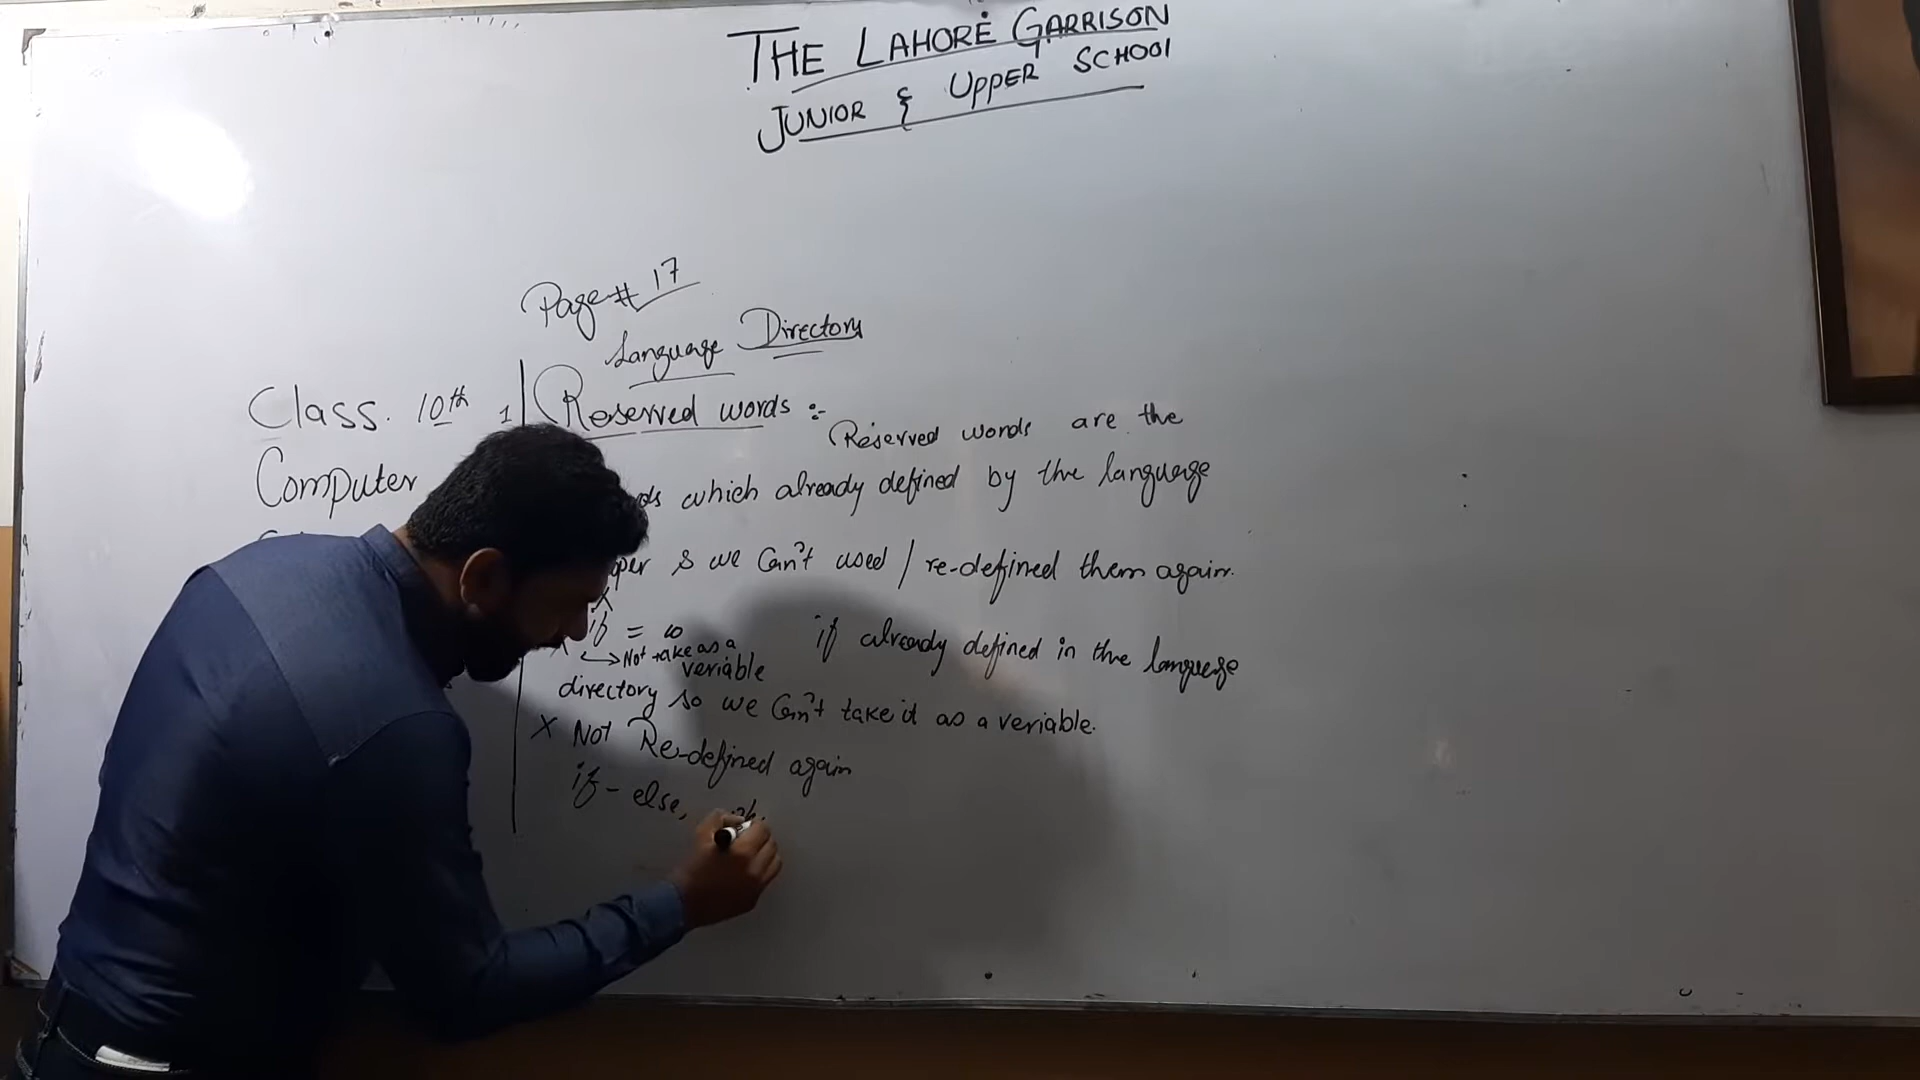 THE LAHORE GARRISON
JUNIOR & UPPER SCHOOL
Page # 17
Language Directory
Class. 10th
Computer
1 Reserved words :- Reserved words are the
which already defined by the language
& we Can't used / re-defined them again.
if = 10
Not take as a
veriable
if already defined in the language
directory so we Can't take it as a veriable.
X Not Re-defined again
if - else,